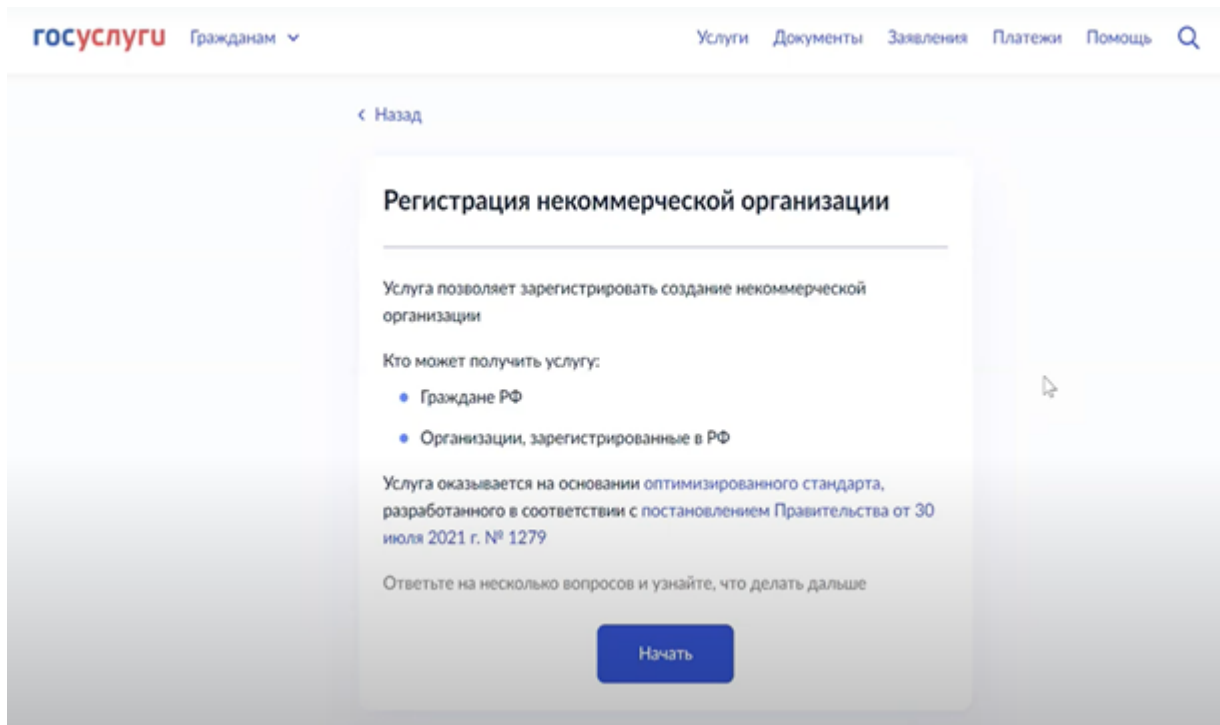 госуслуги Гражданам Услуги Документы Заявления Платежи Помощь
Назад
Регистрация некоммерческой организации
Услуга позволяет зарегистрировать создание некоммерческой
организации
Кто может получить услугу:
Граждане РФ
Организации, зарегистрированные в РФ
Услуга оказывается на основании оптимизированного стандарта,
разработанного в соответствии с постановлением Правительства от 30
июля 2021 г. № 1279
Ответьте на несколько вопросов и узнайте, что делать дальше
Начать